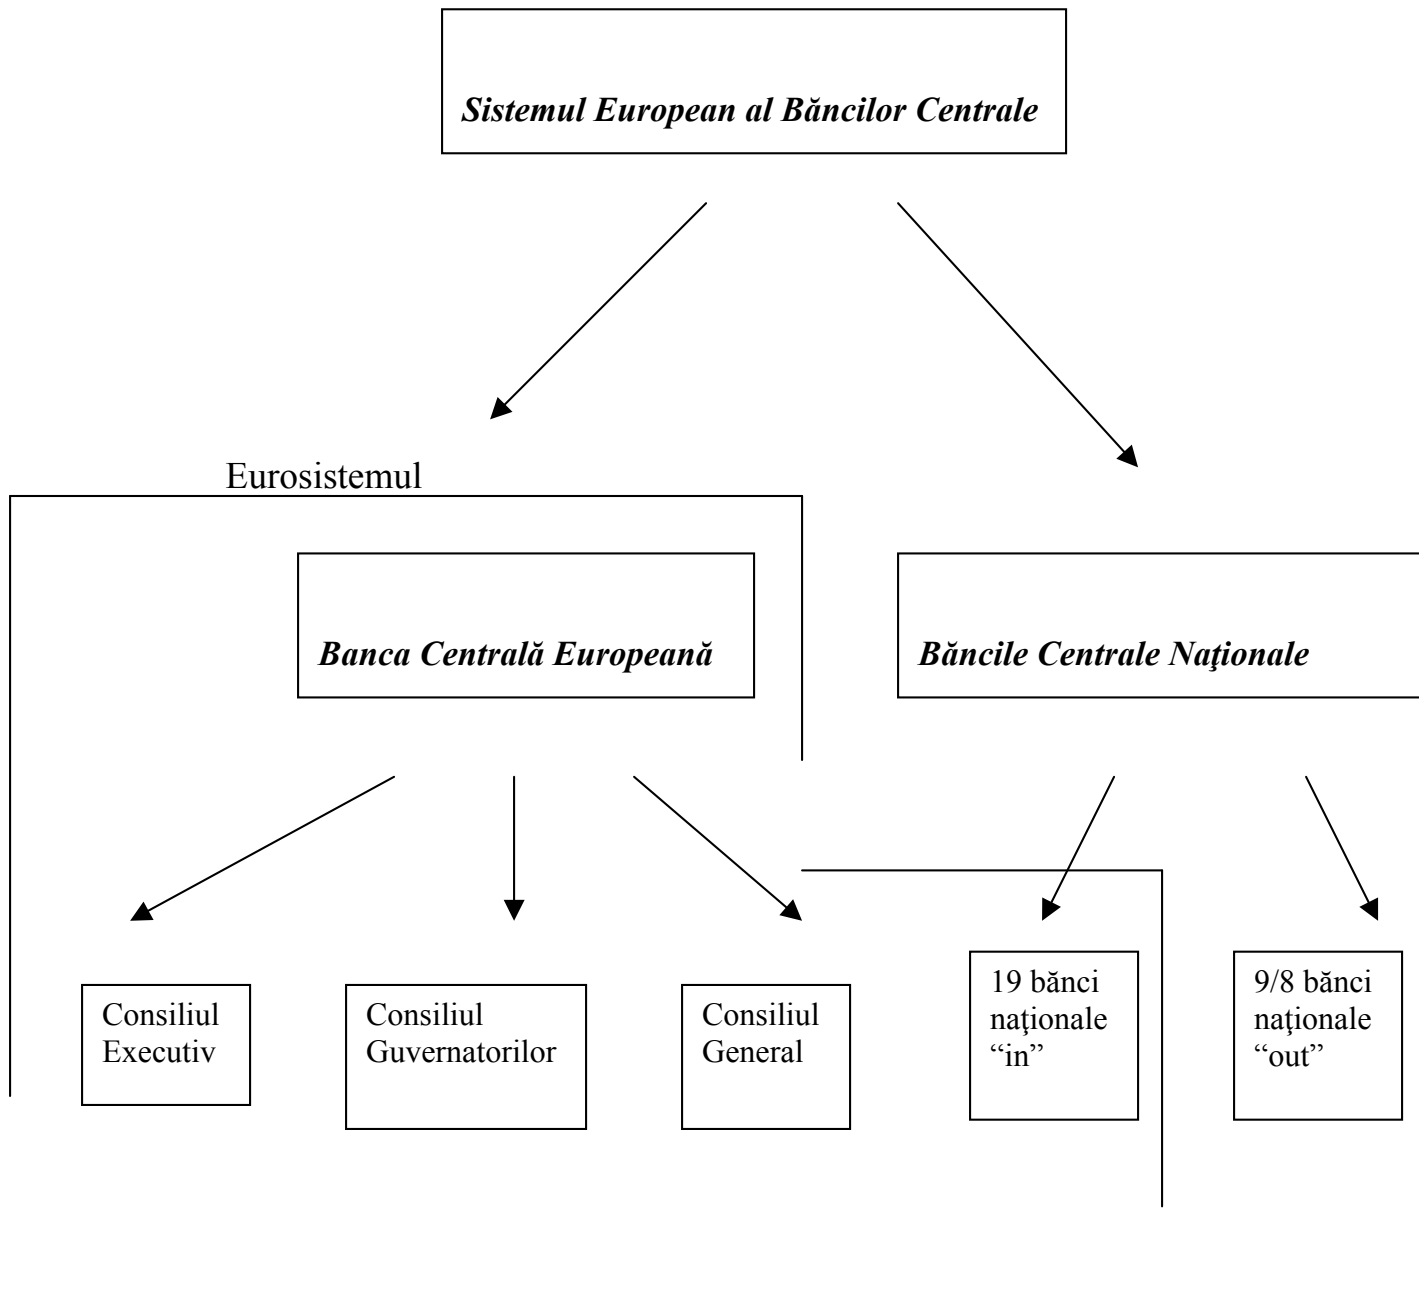 Sistemul European al Băncilor Centrale
Eurosistemul
Banca Centrală Europeană
Băncile Centrale Naţionale
Consiliul
Executiv
Consiliul
Guvernatorilor
Consiliul
General
19 bănci
naţionale
“in”
9/8 bănci
naţionale
“out”